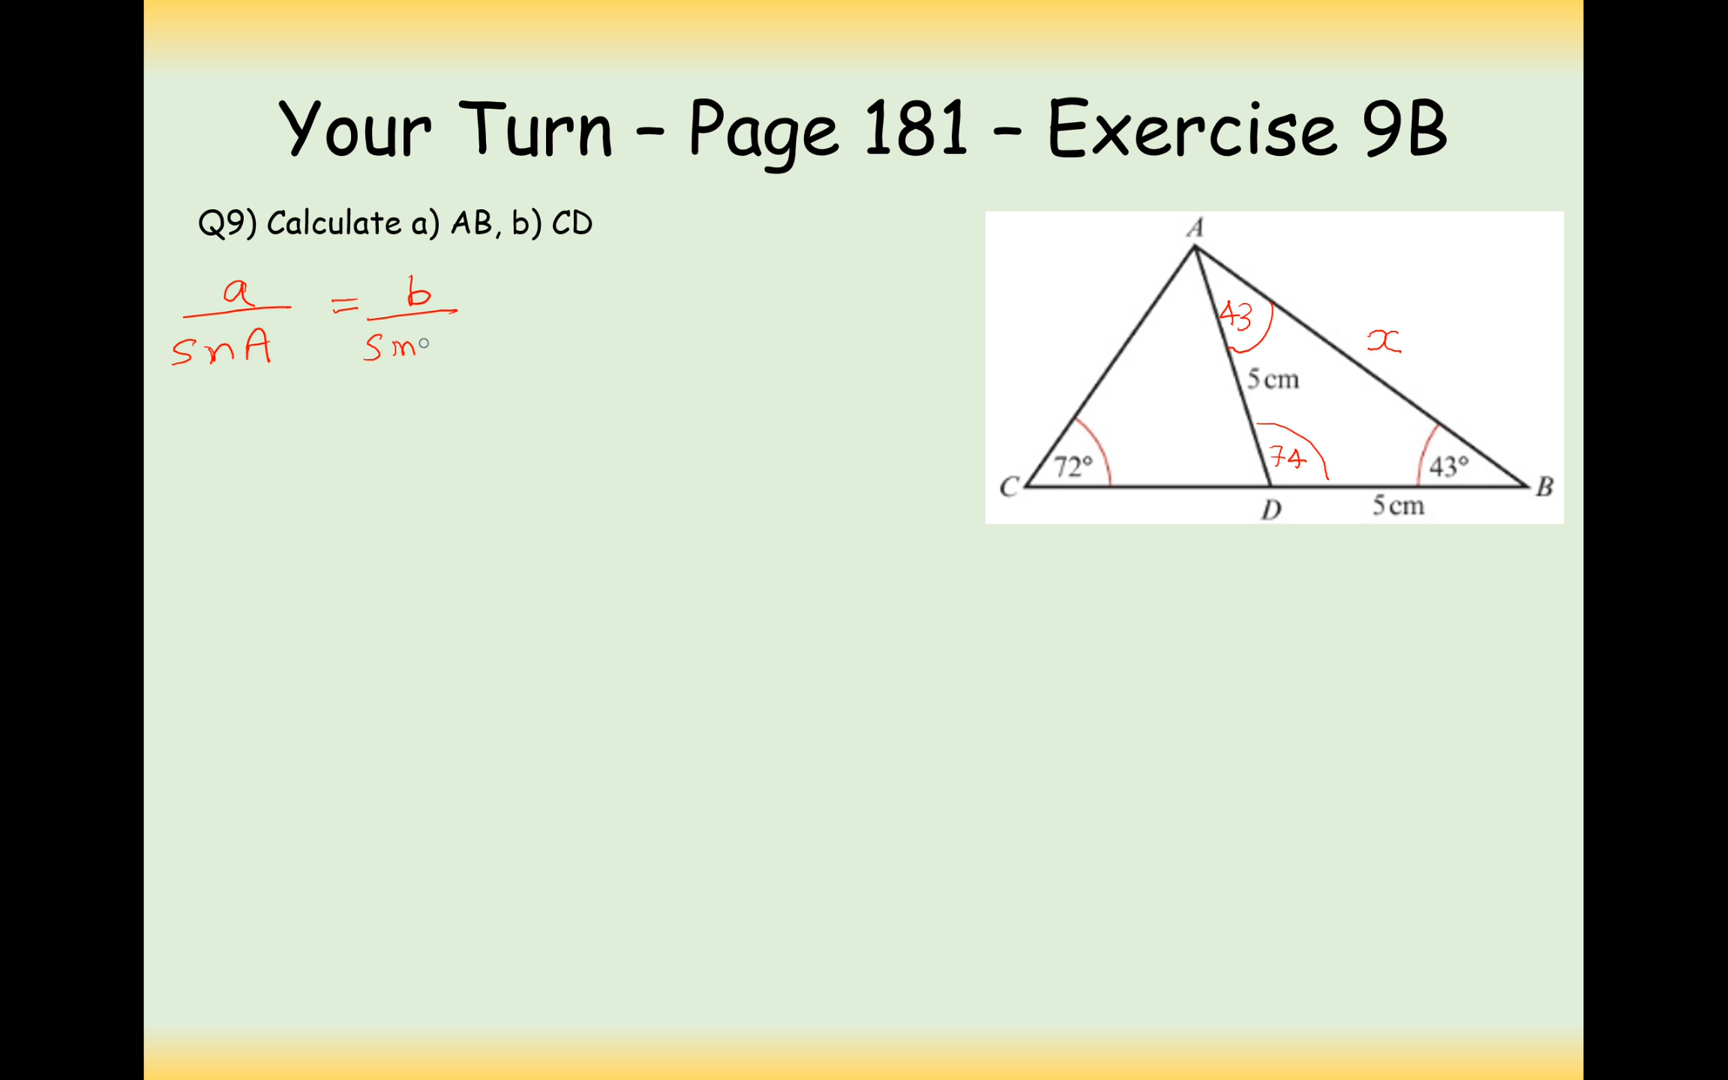 Your Turn – Page 181 – Exercise 9B
Q9) Calculate a) AB, b) CD
a = b
snA sn
A
43
x
5 cm
72°
74
43°
C
D
5 cm
B